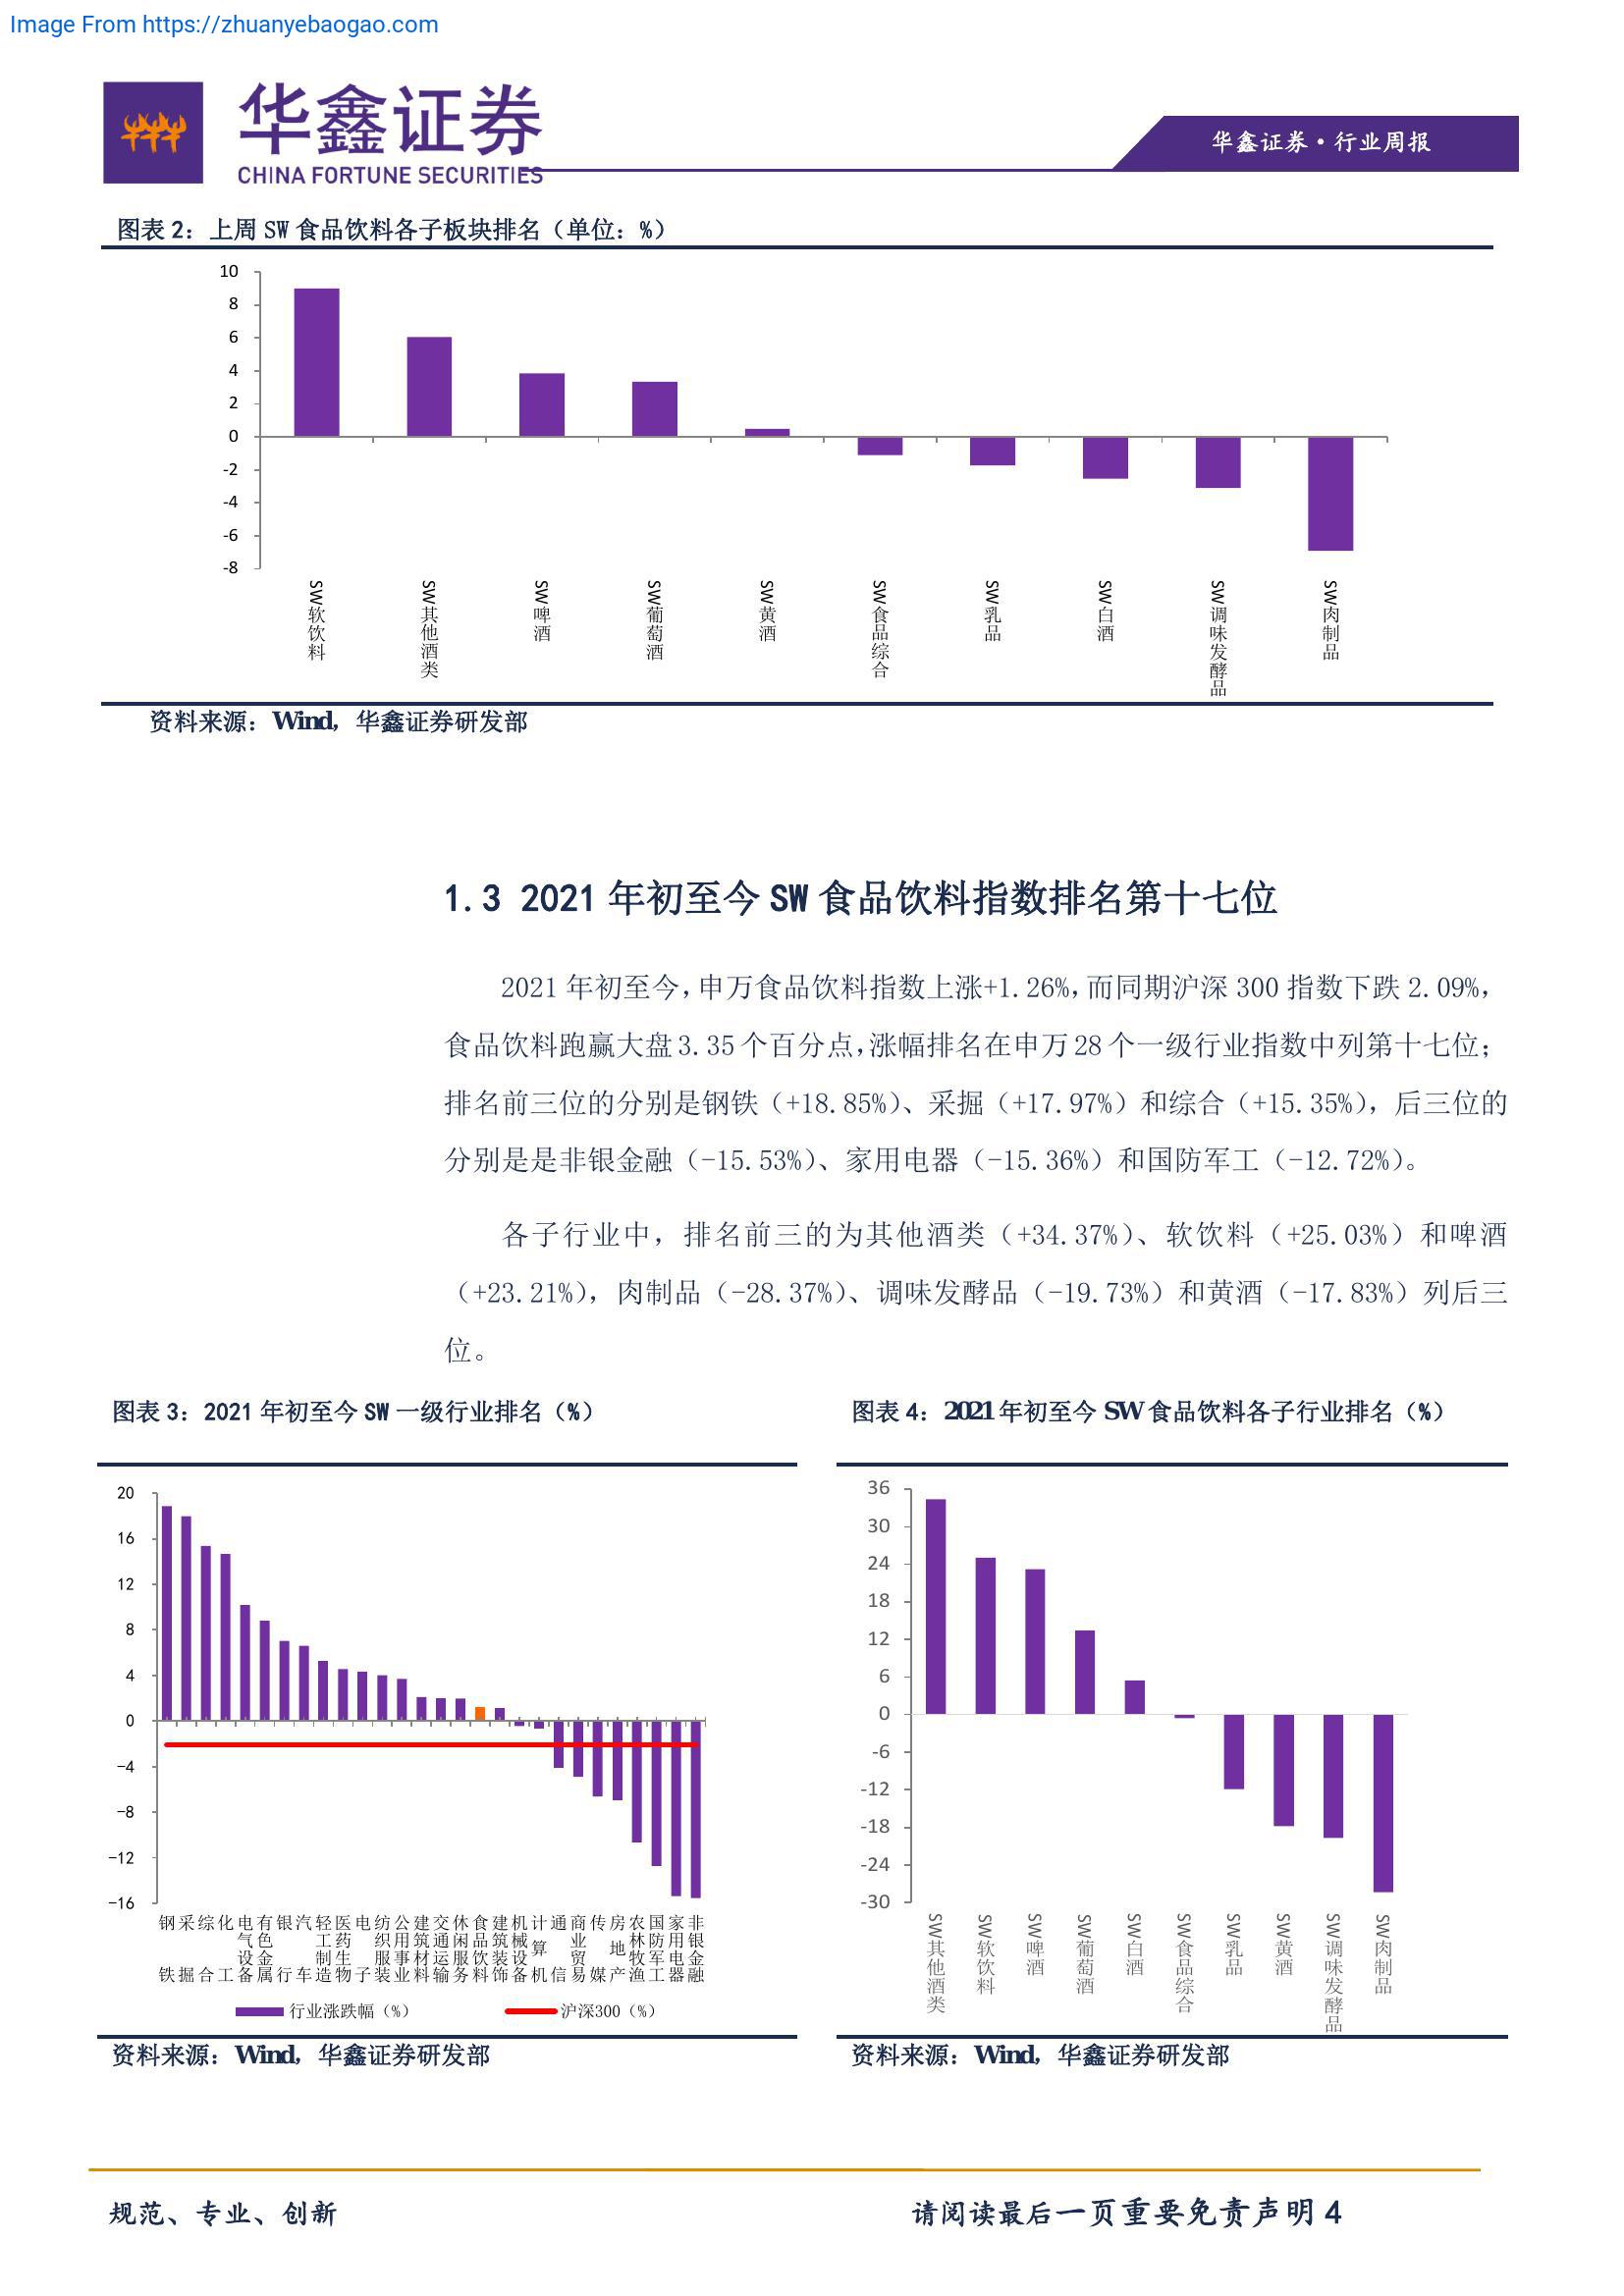 Image From https://zhuanyebaogao.com
华鑫证券
CHINA FORTUNE SECURITIES
华鑫证券·行业周报
图表 2：上周 SW 食品饮料各子板块排名（单位：%）
10
8
6
4
2
0
-2
-4
-6
-8
SW软饮料
SW其他酒类
SW啤酒
SW葡萄酒
SW黄酒
SW食品综合
SW乳品
SW白酒
SW调味发酵品
SW肉制品
资料来源：Wind，华鑫证券研发部
1.3 2021 年初至今 SW 食品饮料指数排名第十七位
2021 年初至今，申万食品饮料指数上涨+1.26%，而同期沪深 300 指数下跌 2.09%，
食品饮料跑赢大盘 3.35 个百分点，涨幅排名在申万 28 个一级行业指数中列第十七位；
排名前三位的分别是钢铁（+18.85%）、采掘（+17.97%）和综合（+15.35%），后三位的
分别是是非银金融（-15.53%）、家用电器（-15.36%）和国防军工（-12.72%）。
各子行业中，排名前三的为其他酒类（+34.37%）、软饮料（+25.03%）和啤酒
（+23.21%），肉制品（-28.37%）、调味发酵品（-19.73%）和黄酒（-17.83%）列后三
位。
图表 3：2021 年初至今 SW 一级行业排名（%）
20
16
12
8
4
0
-4
-8
-12
-16
钢铁
采掘
综合
化工
电气设备
有色金属
银行
汽车
轻工制造
医药生物
电子
纺织服装
公用事业
建筑材料
交通运输
休闲服务
食品饮料
建筑装饰
机械设备
计算机
通信
商业贸易
传媒
房地产
农林牧渔
国防军工
家用电器
非银金融
行业涨跌幅（%）
沪深300（%）
资料来源：Wind，华鑫证券研发部
图表 4：2021 年初至今 SW 食品饮料各子行业排名（%）
36
30
24
18
12
6
0
-6
-12
-18
-24
-30
SW其他酒类
SW软饮料
SW啤酒
SW葡萄酒
SW白酒
SW食品综合
SW乳品
SW黄酒
SW调味发酵品
SW肉制品
资料来源：Wind，华鑫证券研发部
规范、专业、创新
请阅读最后一页重要免责声明 4